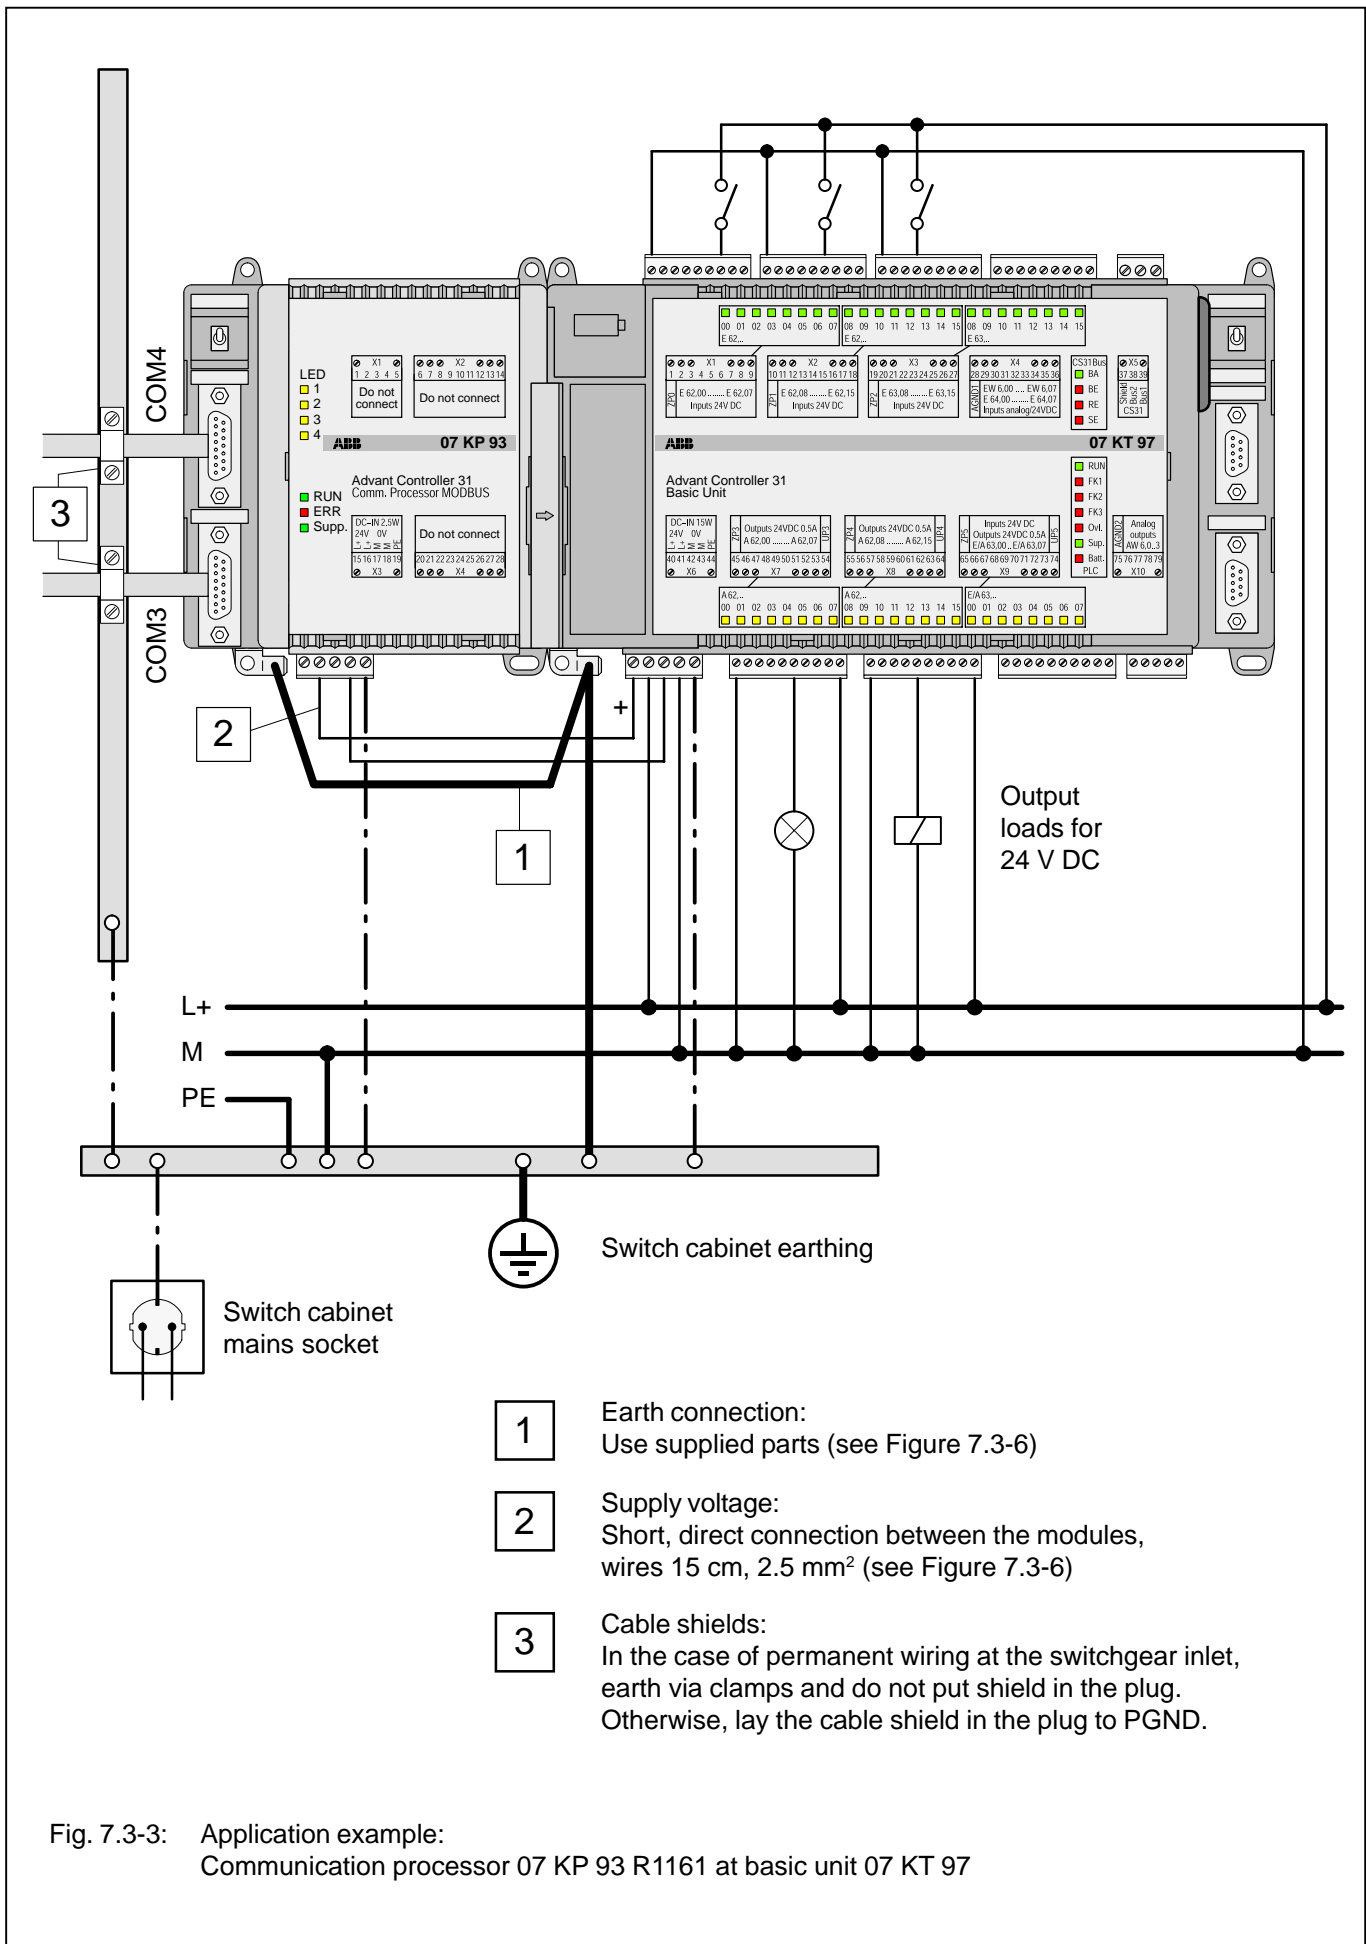 COM4
COM3
3
LED
1
2
3
4
X1
1 2 3 4 5
Do not
connect
X2
6 7 8 9 10 11 12 13 14
Do not connect
ABB
07 KP 93
Advant Controller 31
Comm. Processor MODBUS
RUN
ERR
Supp.
DC–IN 2.5W
24V 0V
L+ L+ M M PE
15 16 17 18 19
X3
Do not connect
20 21 22 23 24 25 26 27 28
X4
00 01 02 03 04 05 06 07
E 62,..
08 09 10 11 12 13 14 15
08 09 10 11 12 13 14 15
E 63,..
X1
1 2 3 4 5 6 7 8 9
ZP0
E 62,00 ........ E 62,07
Inputs 24V DC
X2
10 11 12 13 14 15 16 17 18
ZP1
E 62,08 ........ E 62,15
Inputs 24V DC
X3
19 20 21 22 23 24 25 26 27
ZP2
E 63,08 ........ E 63,15
Inputs 24V DC
X4
28 29 30 31 32 33 34 35 36
AGND1
EW 6,00 .... EW 6,07
E 64,00 ....... E 64,07
Inputs analog/24VDC
CS31Bus
BA
BE
RE
SE
X5
37 38 39
Shield
Bus2
Bus1
CS31
ABB
07 KT 97
Advant Controller 31
Basic Unit
RUN
FK1
FK2
FK3
Ovl.
Sup.
Batt.
PLC
DC–IN 15W
24V 0V
L+ L+ M M PE
40 41 42 43 44
X6
ZP3
Outputs 24VDC 0.5A
A 62,00 ........ A 62,07
UP3
45 46 47 48 49 50 51 52 53 54
X7
ZP4
Outputs 24VDC 0.5A
A 62,08 ........ A 62,15
UP4
55 56 57 58 59 60 61 62 63 64
X8
ZP5
Inputs 24V DC
Outputs 24VDC 0.5A
E/A 63,00 .. E/A 63,07
UP5
65 66 67 68 69 70 71 72 73 74
X9
AGND2
Analog
outputs
AW 6,0..3
75 76 77 78 79
X10
A 62,..
00 01 02 03 04 05 06 07
A 62,..
08 09 10 11 12 13 14 15
E/A 63,..
00 01 02 03 04 05 06 07
2
+
1
Output
loads for
24 V DC
L+
M
PE
Switch cabinet earthing
Switch cabinet
mains socket
1
Earth connection:
Use supplied parts (see Figure 7.3-6)
2
Supply voltage:
Short, direct connection between the modules,
wires 15 cm, 2.5 mm² (see Figure 7.3-6)
3
Cable shields:
In the case of permanent wiring at the switchgear inlet,
earth via clamps and do not put shield in the plug.
Otherwise, lay the cable shield in the plug to PGND.
Fig. 7.3-3: Application example:
Communication processor 07 KP 93 R1161 at basic unit 07 KT 97